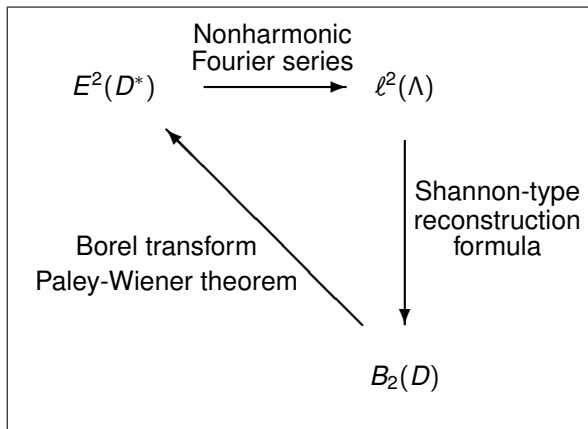 Nonharmonic
Fourier series
E²(D*) ℓ²(Λ)
Shannon-type
reconstruction
formula
Borel transform
Paley-Wiener theorem
B₂(D)